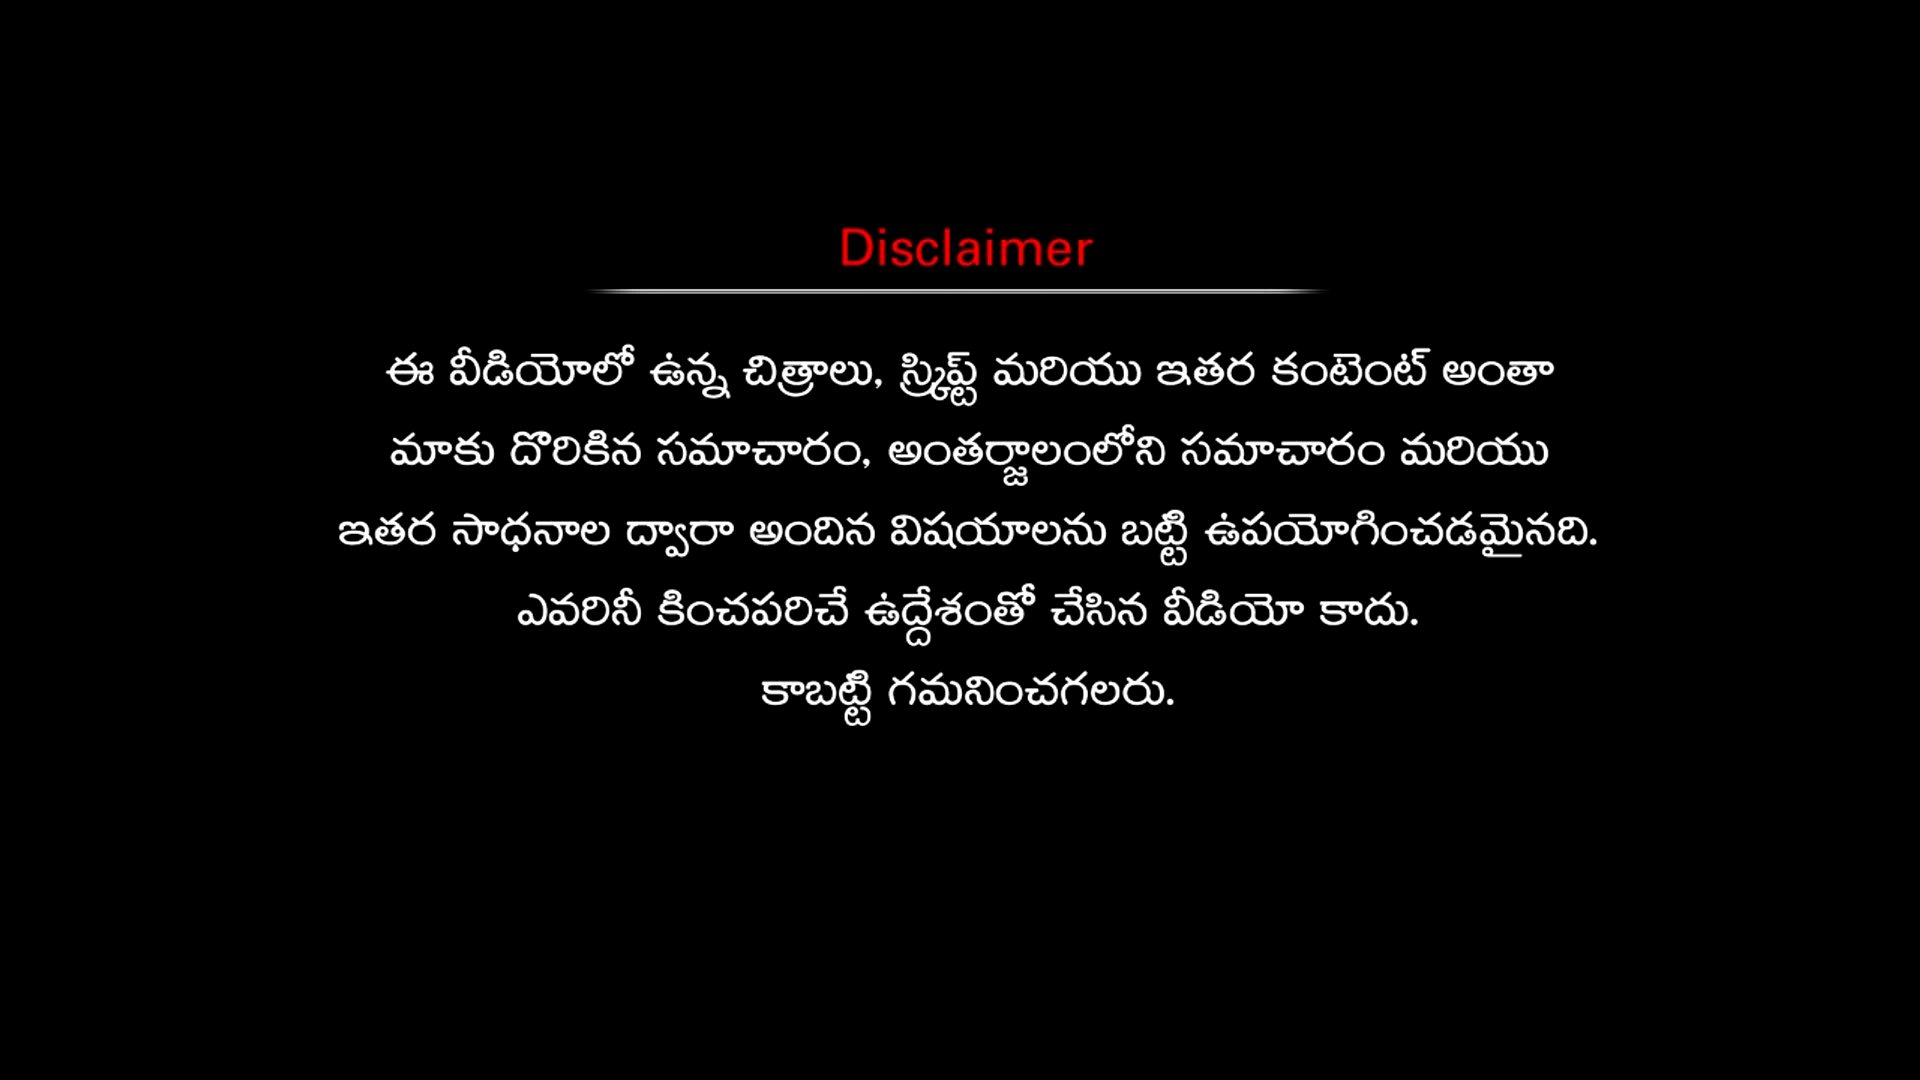 Disclaimer
ఈ వీడియోలో ఉన్న చిత్రాలు, స్క్రిప్ట్ మరియు ఇతర కంటెంట్ అంతా
మాకు దొరికిన సమాచారం, అంతర్జాలంలోని సమాచారం మరియు
ఇతర సాధనాల ద్వారా అందిన విషయాలను బట్టి ఉపయోగించడమైనది.
ఎవరినీ కించపరిచే ఉద్దేశంతో చేసిన వీడియో కాదు.
కాబట్టి గమనించగలరు.